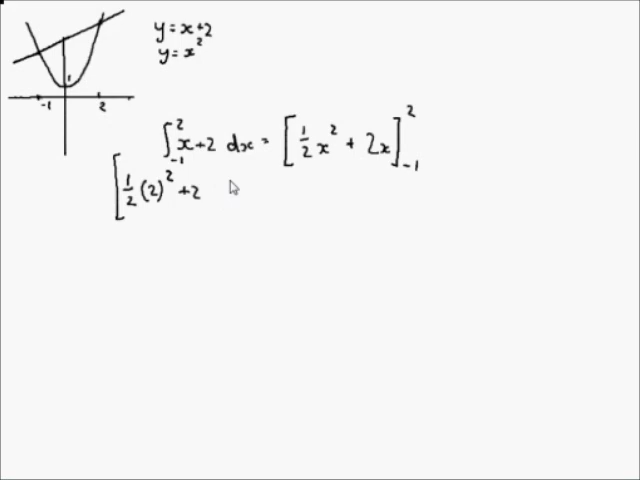 y = x+2
y = x²
1
-1 2
∫₋₁² x+2 dx = [½x² + 2x]₋₁²
[½(2)² +2